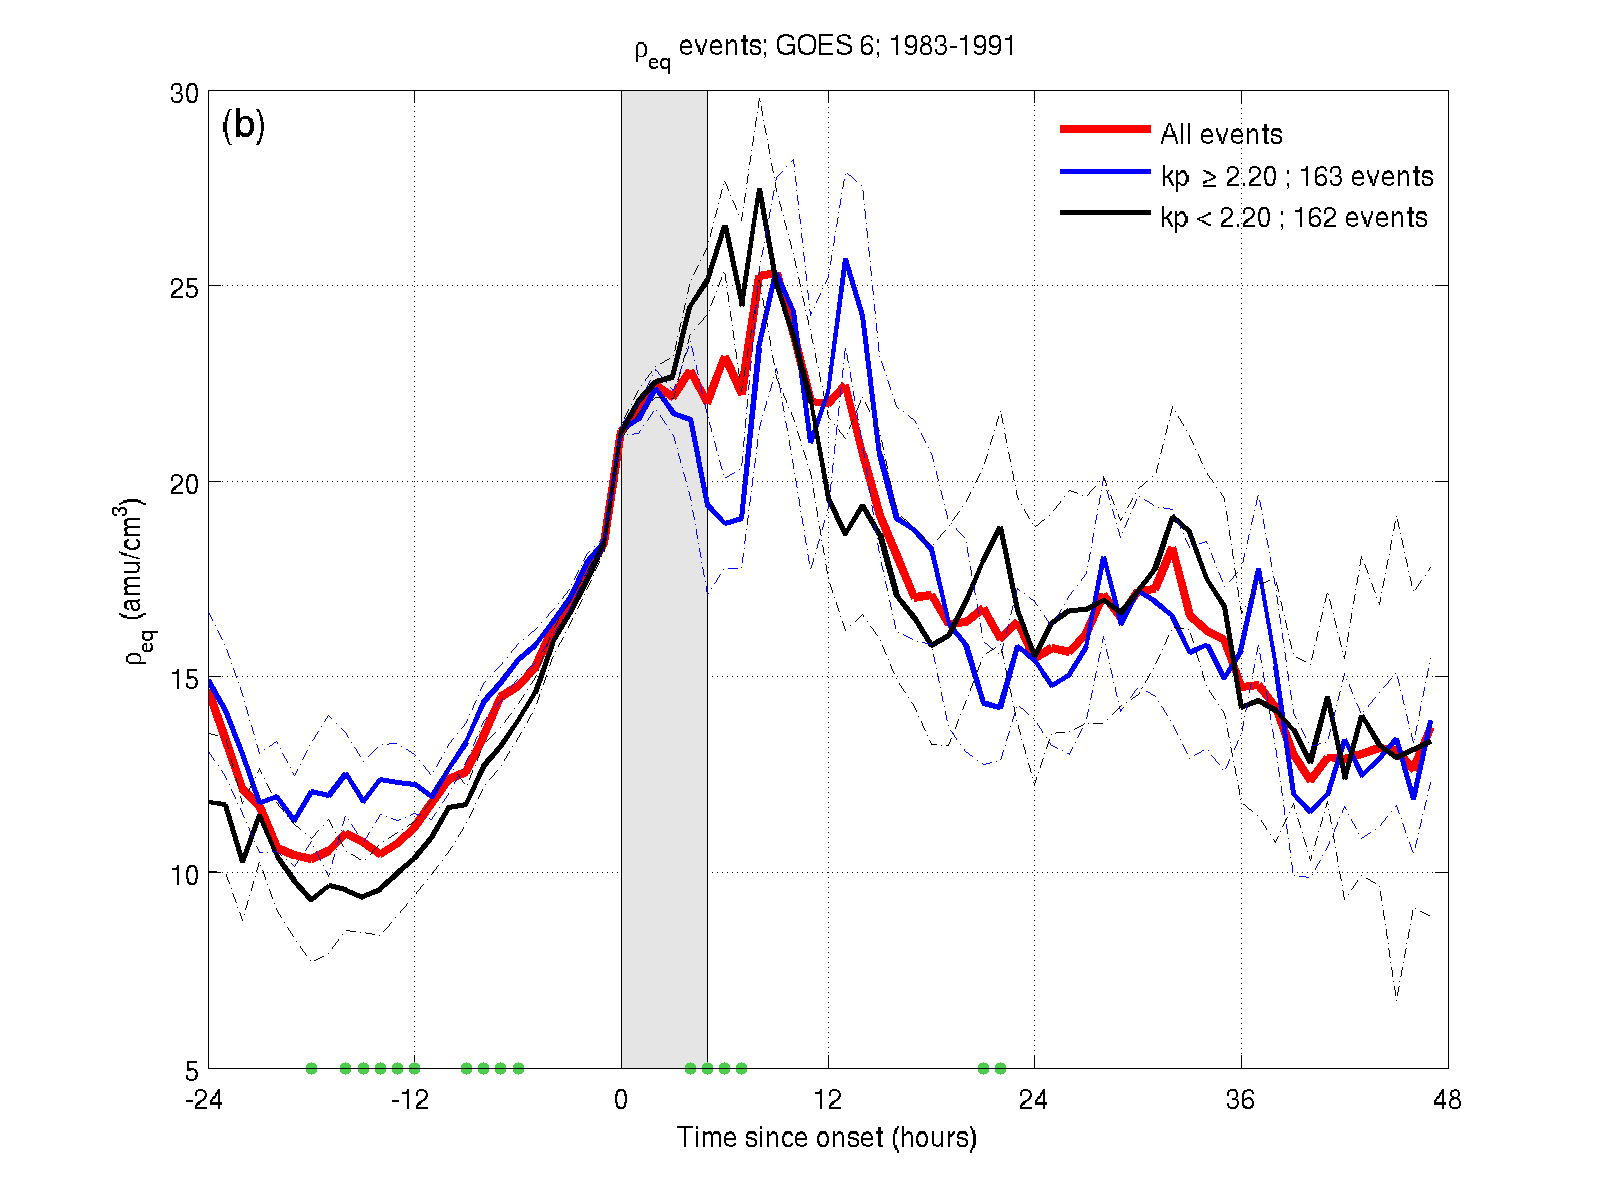 ρeq events; GOES 6; 1983-1991
(b)
All events
kp ≥ 2.20 ; 163 events
kp < 2.20 ; 162 events
30
25
20
15
10
5
ρeq (amu/cm3)
-24 -12 0 12 24 36 48
Time since onset (hours)